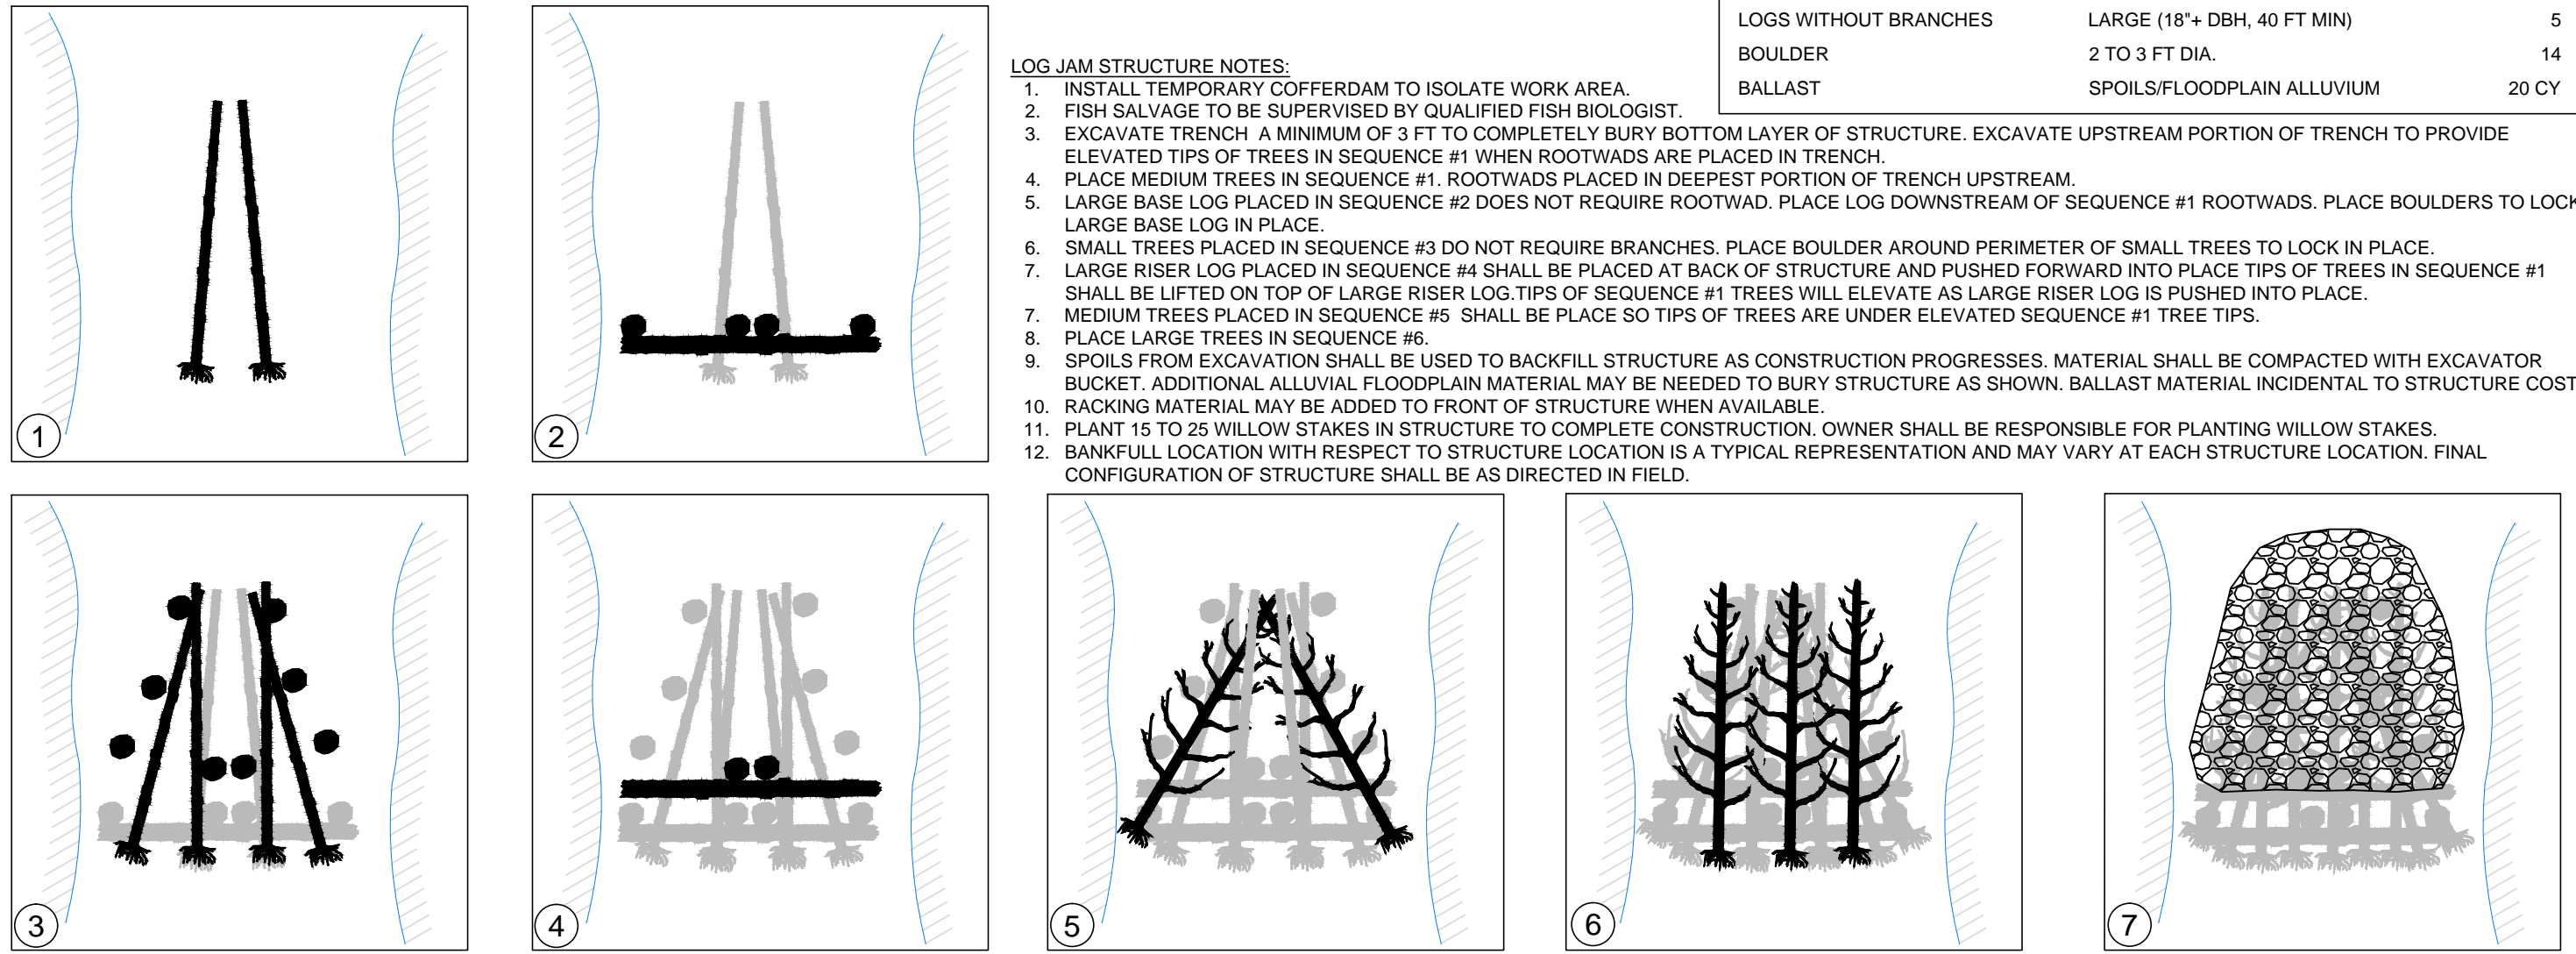 LOGS WITHOUT BRANCHES LARGE (18"+ DBH, 40 FT MIN) 5
BOULDER 2 TO 3 FT DIA. 14
BALLAST SPOILS/FLOODPLAIN ALLUVIUM 20 CY
LOG JAM STRUCTURE NOTES:
1. INSTALL TEMPORARY COFFERDAM TO ISOLATE WORK AREA.
2. FISH SALVAGE TO BE SUPERVISED BY QUALIFIED FISH BIOLOGIST.
3. EXCAVATE TRENCH A MINIMUM OF 3 FT TO COMPLETELY BURY BOTTOM LAYER OF STRUCTURE. EXCAVATE UPSTREAM PORTION OF TRENCH TO PROVIDE
ELEVATED TIPS OF TREES IN SEQUENCE #1 WHEN ROOTWADS ARE PLACED IN TRENCH.
4. PLACE MEDIUM TREES IN SEQUENCE #1. ROOTWADS PLACED IN DEEPEST PORTION OF TRENCH UPSTREAM.
5. LARGE BASE LOG PLACED IN SEQUENCE #2 DOES NOT REQUIRE ROOTWAD. PLACE LOG DOWNSTREAM OF SEQUENCE #1 ROOTWADS. PLACE BOULDERS TO LOCK
LARGE BASE LOG IN PLACE.
6. SMALL TREES PLACED IN SEQUENCE #3 DO NOT REQUIRE BRANCHES. PLACE BOULDER AROUND PERIMETER OF SMALL TREES TO LOCK IN PLACE.
7. LARGE RISER LOG PLACED IN SEQUENCE #4 SHALL BE PLACED AT BACK OF STRUCTURE AND PUSHED FORWARD INTO PLACE TIPS OF TREES IN SEQUENCE #1
SHALL BE LIFTED ON TOP OF LARGE RISER LOG.TIPS OF SEQUENCE #1 TREES WILL ELEVATE AS LARGE RISER LOG IS PUSHED INTO PLACE.
7. MEDIUM TREES PLACED IN SEQUENCE #5 SHALL BE PLACE SO TIPS OF TREES ARE UNDER ELEVATED SEQUENCE #1 TREE TIPS.
8. PLACE LARGE TREES IN SEQUENCE #6.
9. SPOILS FROM EXCAVATION SHALL BE USED TO BACKFILL STRUCTURE AS CONSTRUCTION PROGRESSES. MATERIAL SHALL BE COMPACTED WITH EXCAVATOR
BUCKET. ADDITIONAL ALLUVIAL FLOODPLAIN MATERIAL MAY BE NEEDED TO BURY STRUCTURE AS SHOWN. BALLAST MATERIAL INCIDENTAL TO STRUCTURE COST
10. RACKING MATERIAL MAY BE ADDED TO FRONT OF STRUCTURE WHEN AVAILABLE.
11. PLANT 15 TO 25 WILLOW STAKES IN STRUCTURE TO COMPLETE CONSTRUCTION. OWNER SHALL BE RESPONSIBLE FOR PLANTING WILLOW STAKES.
12. BANKFULL LOCATION WITH RESPECT TO STRUCTURE LOCATION IS A TYPICAL REPRESENTATION AND MAY VARY AT EACH STRUCTURE LOCATION. FINAL
CONFIGURATION OF STRUCTURE SHALL BE AS DIRECTED IN FIELD.
1
2
3
4
5
6
7